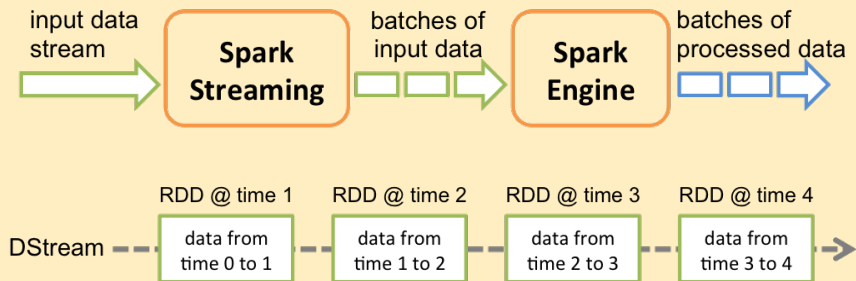 input data
stream
Spark
Streaming
batches of
input data
Spark
Engine
batches of
processed data
RDD @ time 1
RDD @ time 2
RDD @ time 3
RDD @ time 4
DStream
data from
time 0 to 1
data from
time 1 to 2
data from
time 2 to 3
data from
time 3 to 4